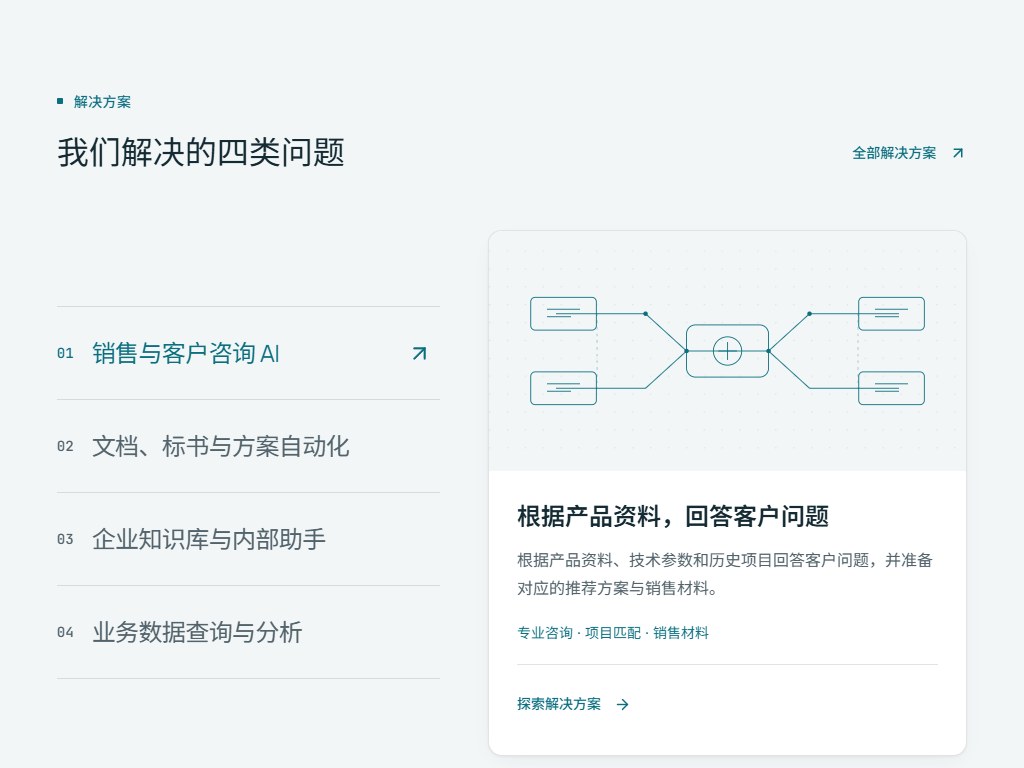 解决方案
我们解决的四类问题
全部解决方案
01 销售与客户咨询 AI
02 文档、标书与方案自动化
03 企业知识库与内部助手
04 业务数据查询与分析
根据产品资料，回答客户问题
根据产品资料、技术参数和历史项目回答客户问题，并准备
对应的推荐方案与销售材料。
专业咨询 · 项目匹配 · 销售材料
探索解决方案